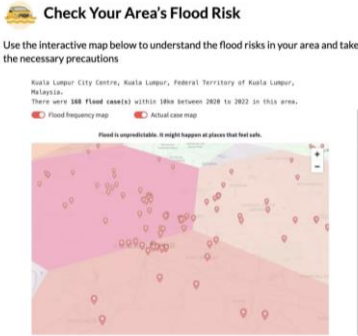 Check Your Area's Flood Risk
Use the interactive map below to understand the flood risks in your area and take
the necessary precautions
Kuala Lumpur City Centre, Kuala Lumpur, Federal Territory of Kuala Lumpur,
Malaysia.
There were 168 flood case(s) within 10km between 2020 to 2022 in this area.
Flood frequency map
Actual case map
Flood is unpredictable. It might happen at places that feel safe.
+
−